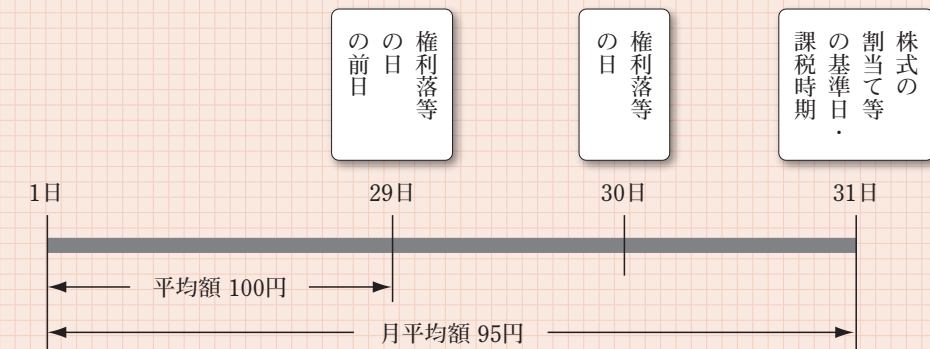 権利落等
の日
の前日
権利落等
の日
株式の
割当て等
の基準日・
課税時期
1日
29日
30日
31日
平均額 100円
月平均額 95円